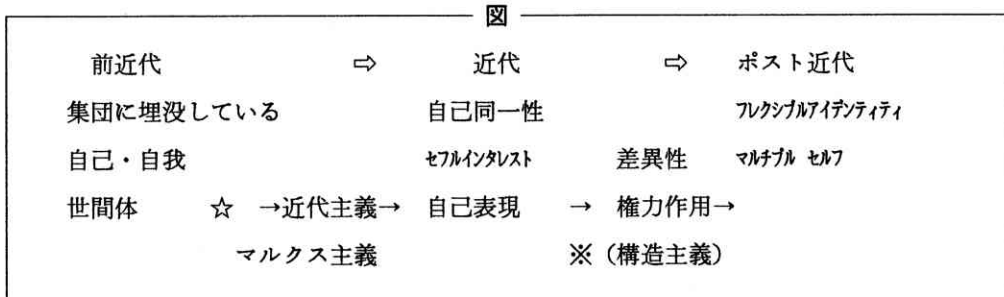 図
前近代 ⇨ 近代 ⇨ ポスト近代
集団に埋没している 自己同一性 フレクシブルアイデンティティ
自己・自我 セフルインタレスト 差異性 マルチブル セルフ
世間体 ☆ →近代主義→ 自己表現 → 権力作用→
マルクス主義 ※(構造主義)